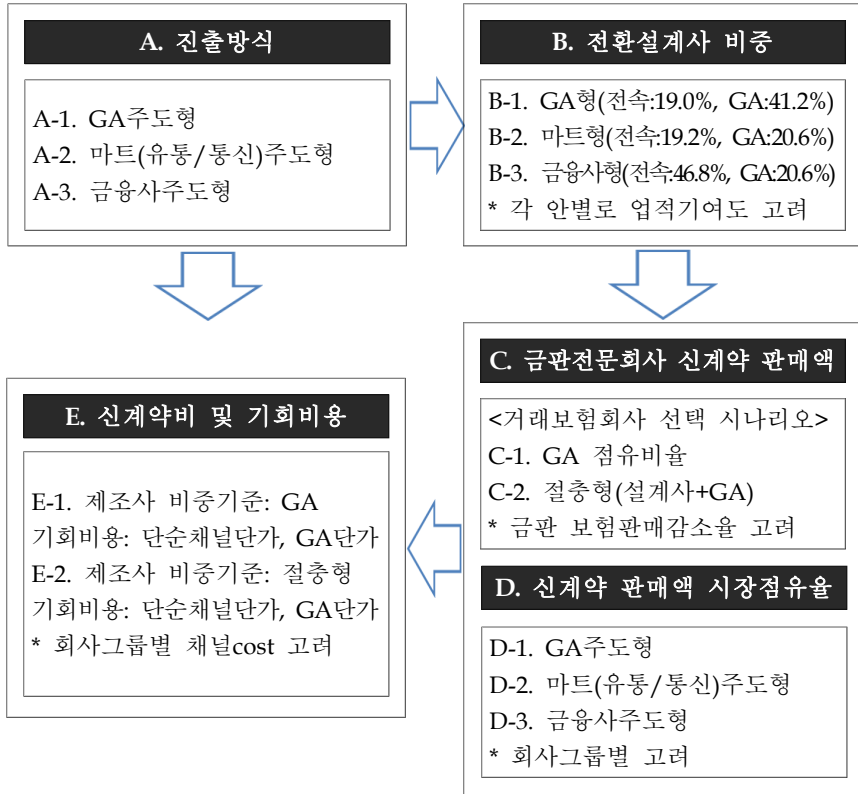 A. 진출방식
A-1. GA주도형
A-2. 마트(유통/통신)주도형
A-3. 금융사주도형
B. 전환설계사 비중
B-1. GA형(전속:19.0%, GA:41.2%)
B-2. 마트형(전속:19.2%, GA:20.6%)
B-3. 금융사형(전속:46.8%, GA:20.6%)
* 각 안별로 업적기여도 고려
C. 금판전문회사 신계약 판매액
<거래보험회사 선택 시나리오>
C-1. GA 점유비율
C-2. 절충형(설계사+GA)
* 금판 보험판매감소율 고려
D. 신계약 판매액 시장점유율
D-1. GA주도형
D-2. 마트(유통/통신)주도형
D-3. 금융사주도형
* 회사그룹별 고려
E. 신계약비 및 기회비용
E-1. 제조사 비중기준: GA
기회비용: 단순채널단가, GA단가
E-2. 제조사 비중기준: 절충형
기회비용: 단순채널단가, GA단가
* 회사그룹별 채널cost 고려